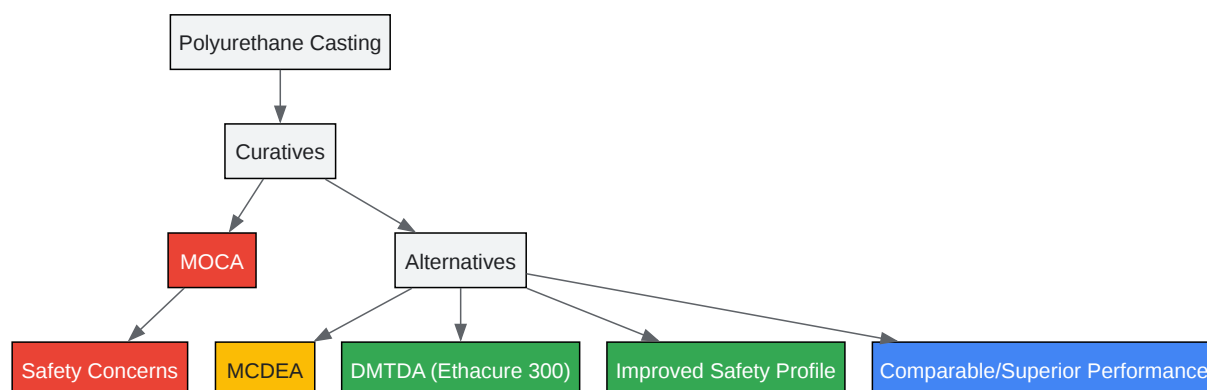 Polyurethane Casting
Curatives
MOCA
Alternatives
Safety Concerns
MCDEA
DMTDA (Ethacure 300)
Improved Safety Profile
Comparable/Superior Performance